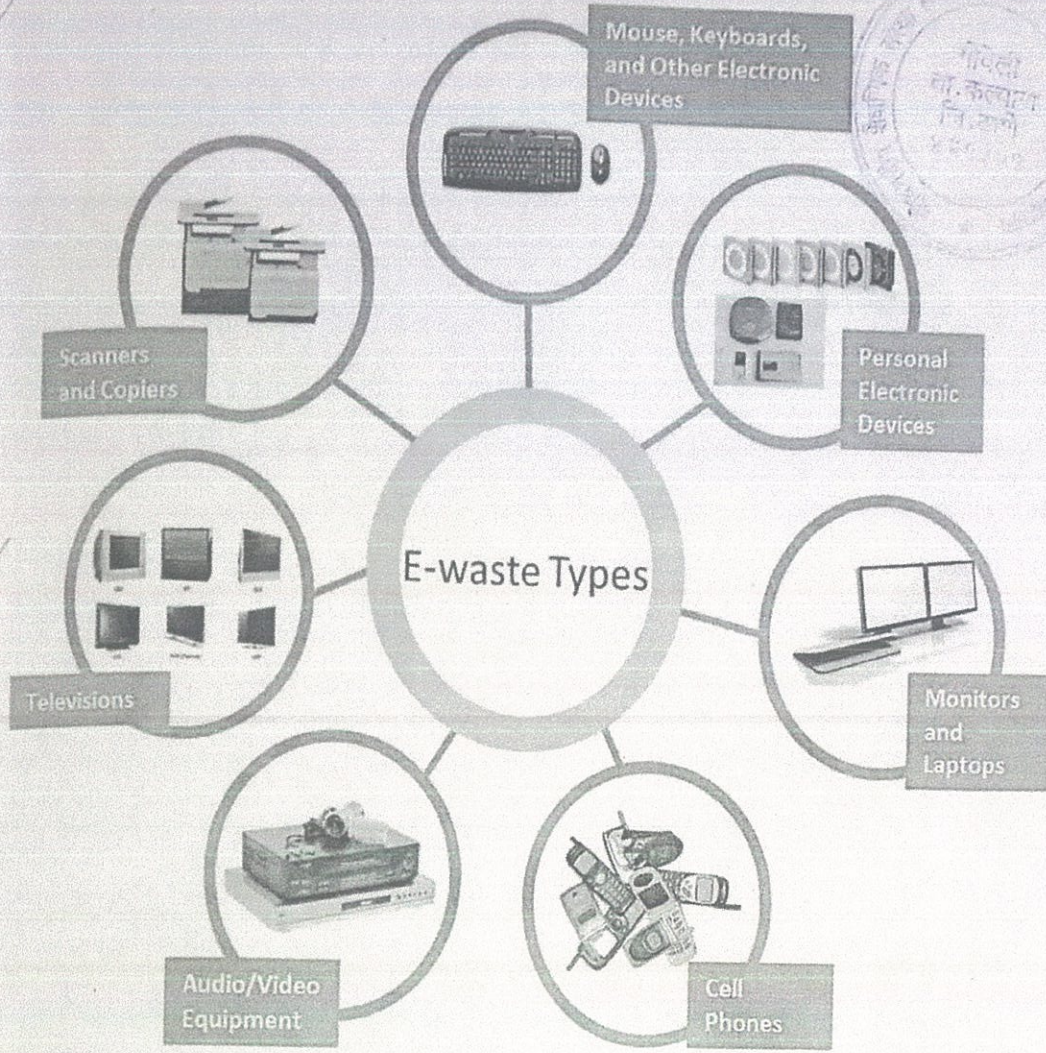 Mouse, Keyboards,
and Other Electronic
Devices
गोवेली
ता. कल्याण
जि. ठाणे
Scanners
and Copiers
Personal
Electronic
Devices
E-waste Types
Televisions
Monitors
and
Laptops
Audio/Video
Equipment
Cell
Phones